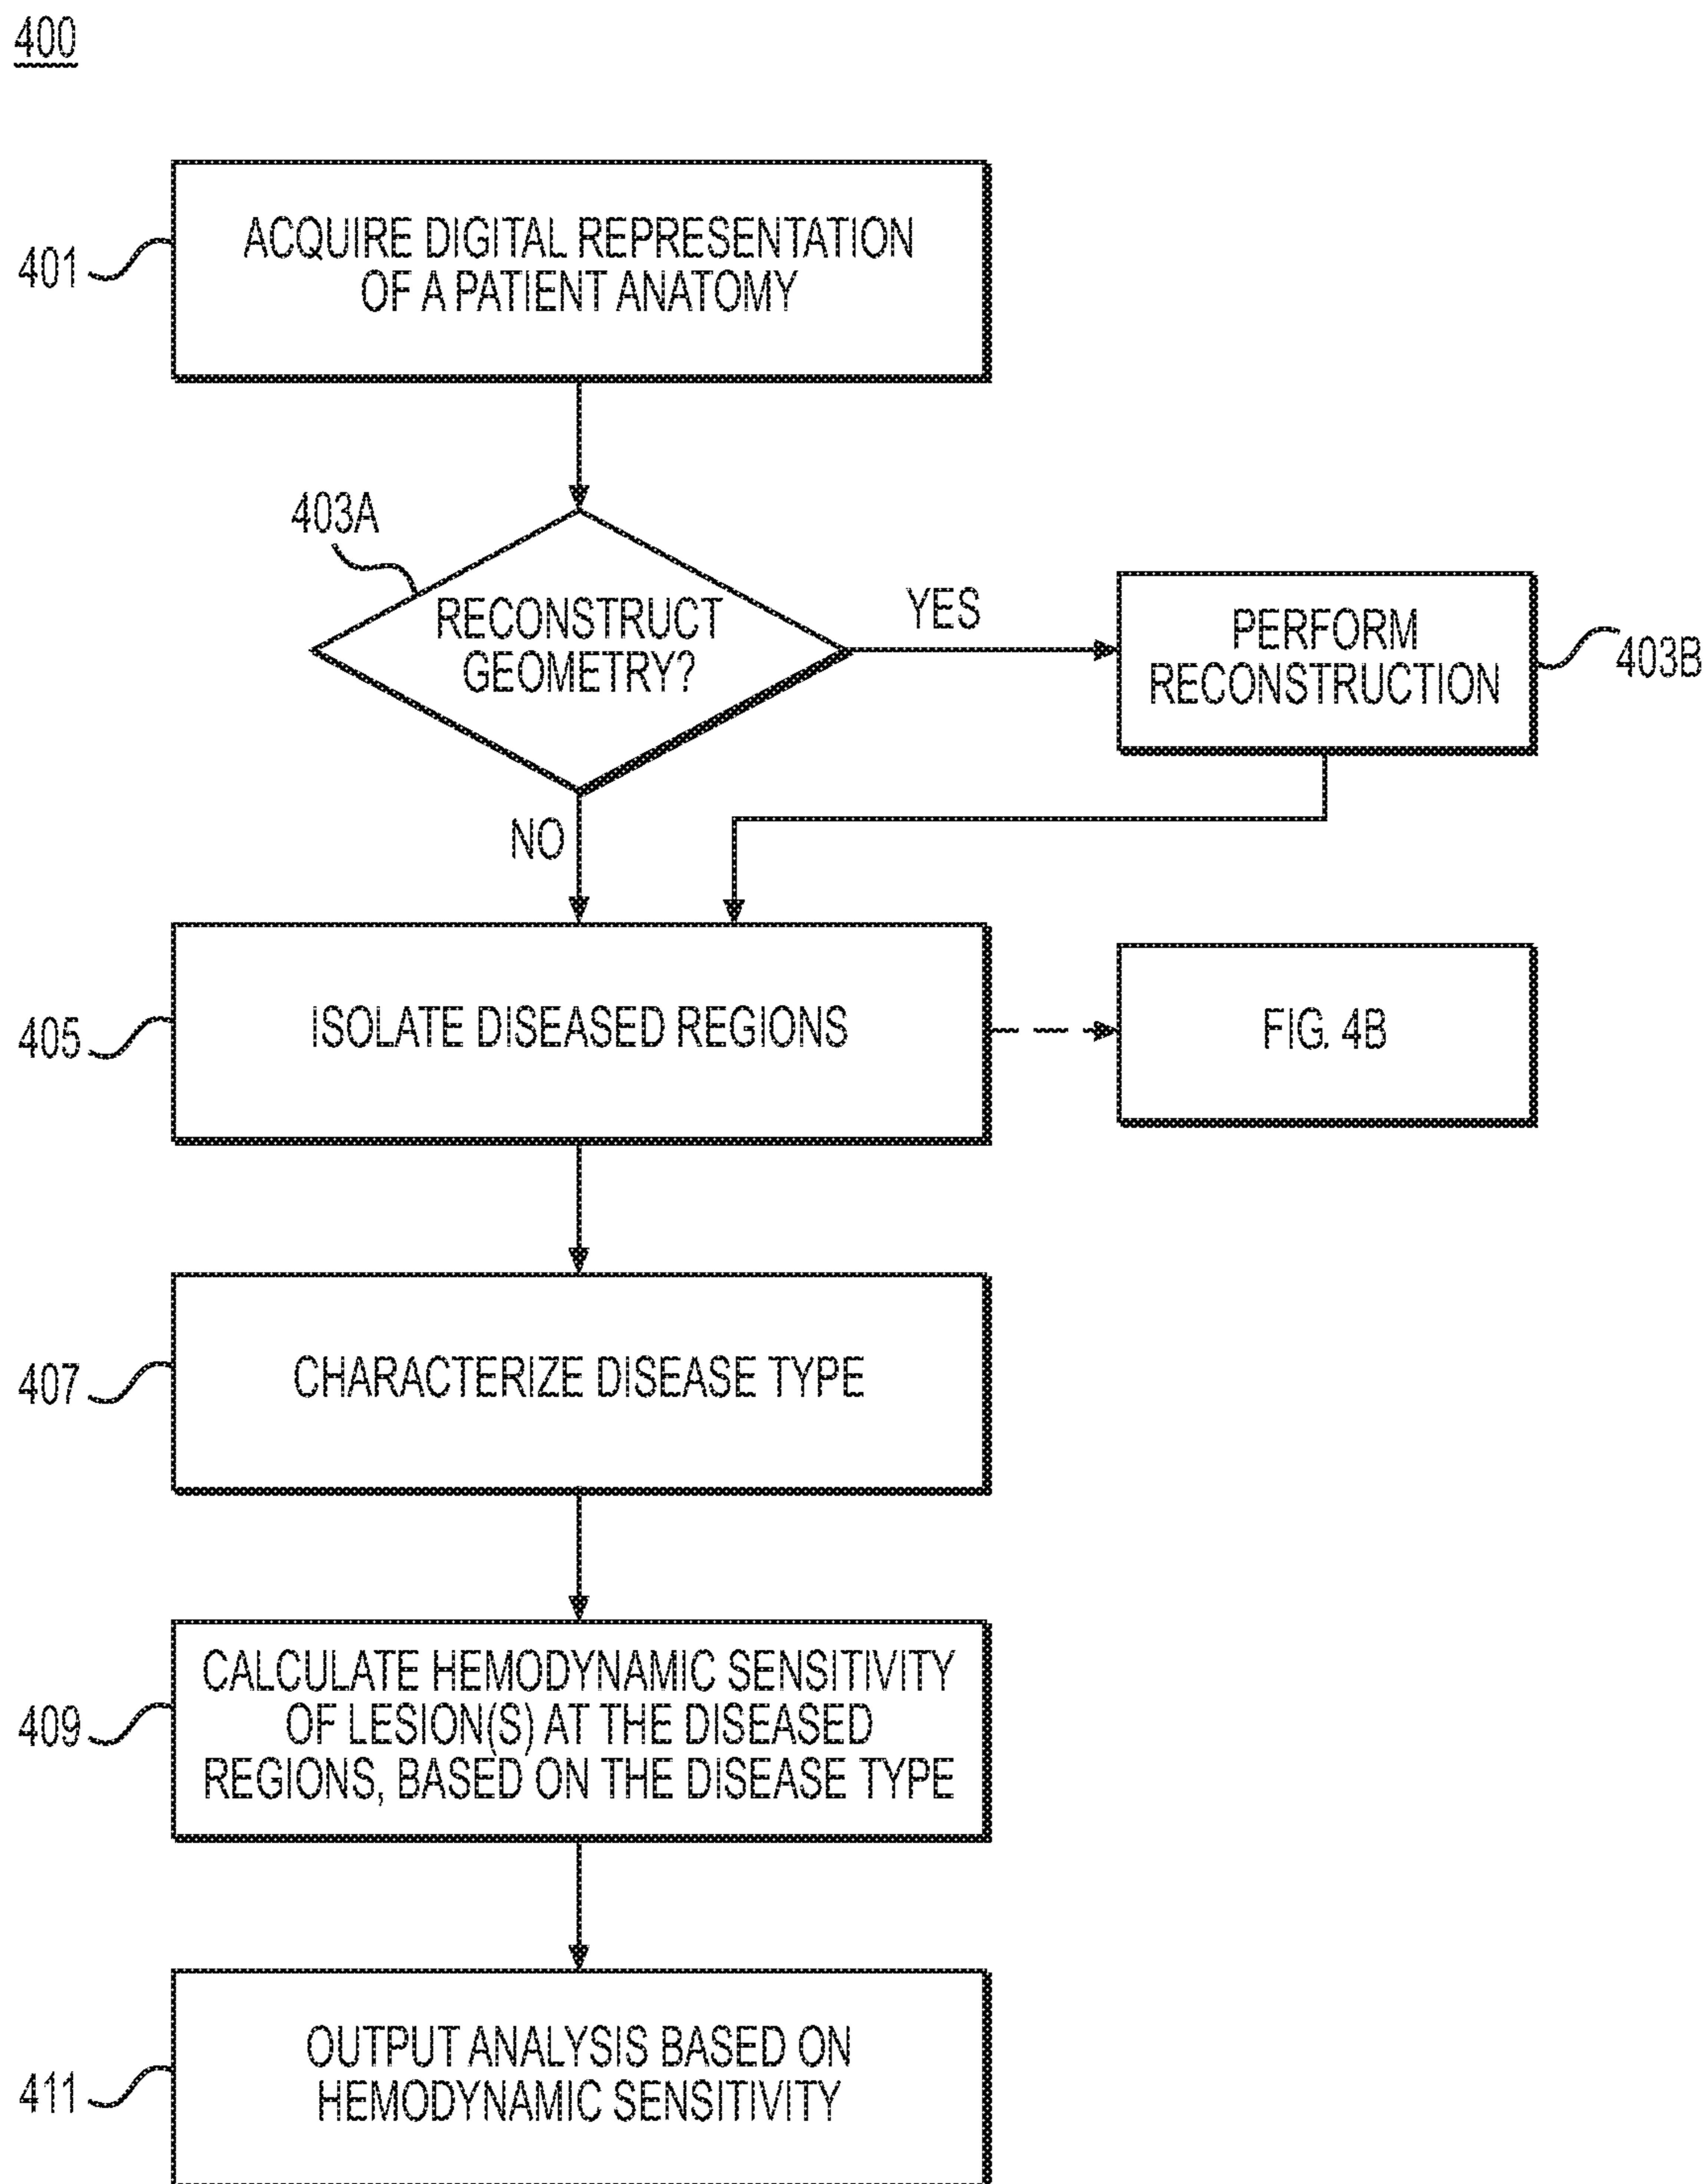 400
401
ACQUIRE DIGITAL REPRESENTATION
OF A PATIENT ANATOMY
403A
RECONSTRUCT
GEOMETRY?
YES
PERFORM
RECONSTRUCTION
403B
NO
405
ISOLATE DISEASED REGIONS
FIG. 4B
407
CHARACTERIZE DISEASE TYPE
409
CALCULATE HEMODYNAMIC SENSITIVITY
OF LESION(S) AT THE DISEASED
REGIONS, BASED ON THE DISEASE TYPE
411
OUTPUT ANALYSIS BASED ON
HEMODYNAMIC SENSITIVITY